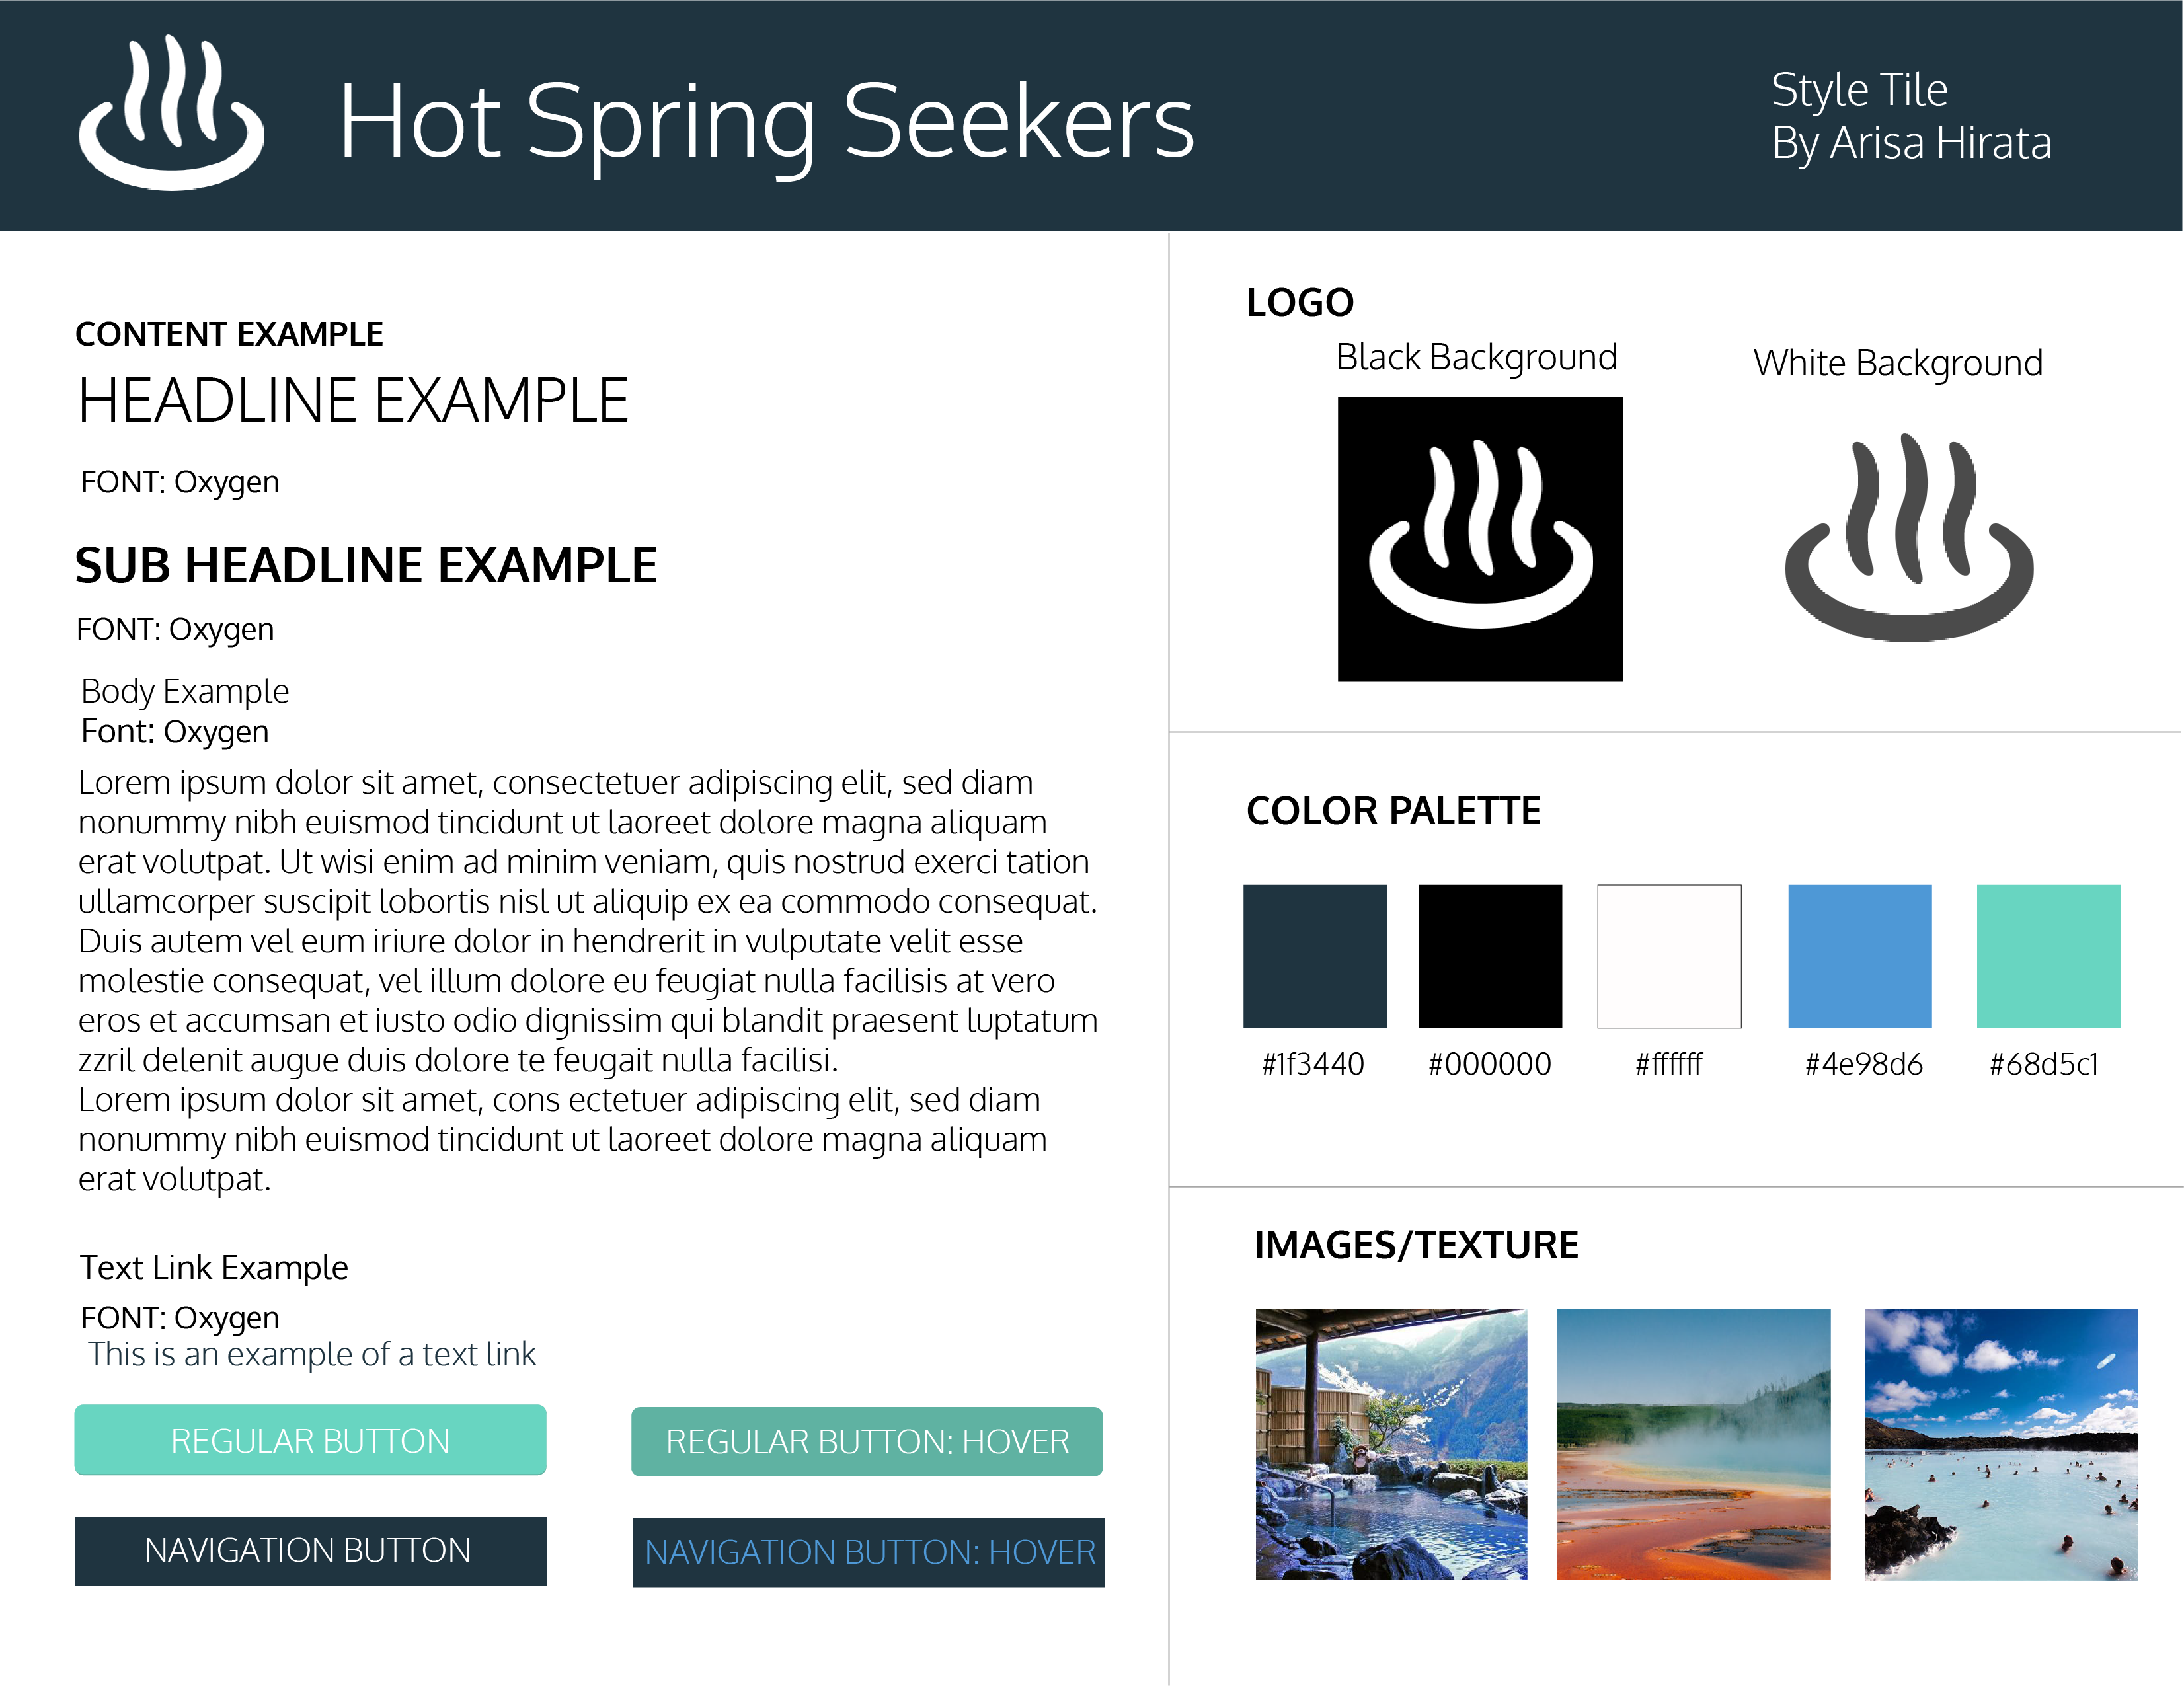 Hot Spring Seekers
Style Tile
By Arisa Hirata
CONTENT EXAMPLE
HEADLINE EXAMPLE
FONT: Oxygen
SUB HEADLINE EXAMPLE
FONT: Oxygen
Body Example
Font: Oxygen
Lorem ipsum dolor sit amet, consectetuer adipiscing elit, sed diam
nonummy nibh euismod tincidunt ut laoreet dolore magna aliquam
erat volutpat. Ut wisi enim ad minim veniam, quis nostrud exerci tation
ullamcorper suscipit lobortis nisl ut aliquip ex ea commodo consequat.
Duis autem vel eum iriure dolor in hendrerit in vulputate velit esse
molestie consequat, vel illum dolore eu feugiat nulla facilisis at vero
eros et accumsan et iusto odio dignissim qui blandit praesent luptatum
zzril delenit augue duis dolore te feugait nulla facilisi.
Lorem ipsum dolor sit amet, cons ectetuer adipiscing elit, sed diam
nonummy nibh euismod tincidunt ut laoreet dolore magna aliquam
erat volutpat.
Text Link Example
FONT: Oxygen
This is an example of a text link
REGULAR BUTTON
REGULAR BUTTON: HOVER
NAVIGATION BUTTON
NAVIGATION BUTTON: HOVER
LOGO
Black Background
White Background
COLOR PALETTE
#1f3440
#000000
#ffffff
#4e98d6
#68d5c1
IMAGES/TEXTURE